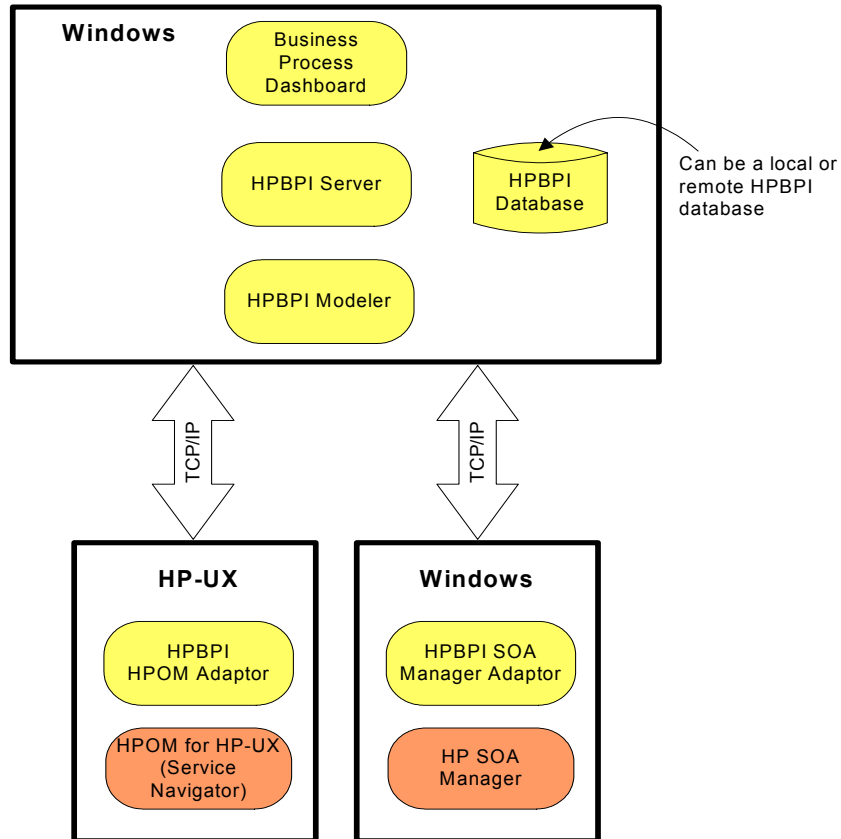 Windows
Business
Process
Dashboard
HPBPI Server
HPBPI
Database
Can be a local or
remote HPBPI
database
HPBPI Modeler
TCP/IP
TCP/IP
HP-UX
HPBPI
HPOM Adaptor
HPOM for HP-UX
(Service
Navigator)
Windows
HPBPI SOA
Manager Adaptor
HP SOA
Manager